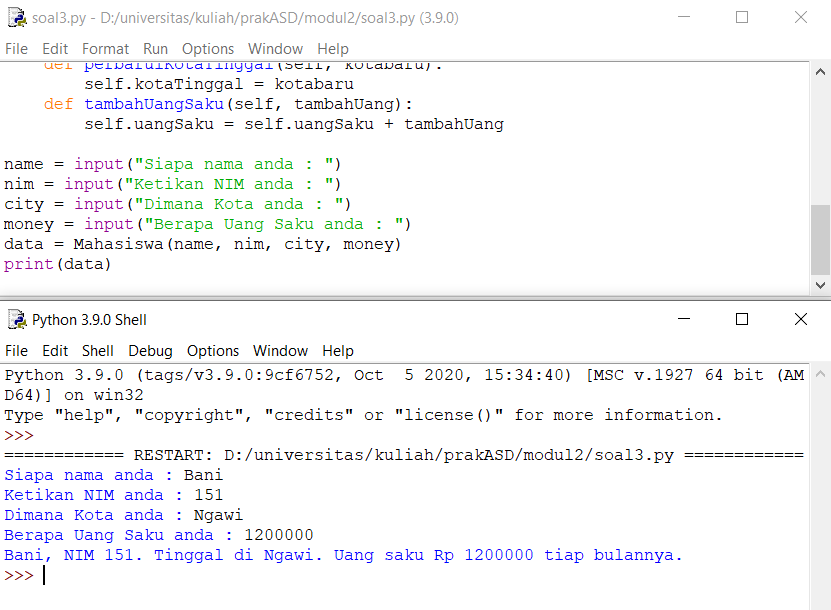 soal3.py - D:/universitas/kuliah/prakASD/modul2/soal3.py (3.9.0)
File Edit Format Run Options Window Help
def perbaruiKotaTinggal(self, kotabaru):
self.kotaTinggal = kotabaru
def tambahUangSaku(self, tambahUang):
self.uangSaku = self.uangSaku + tambahUang
name = input("Siapa nama anda : ")
nim = input("Ketikan NIM anda : ")
city = input("Dimana Kota anda : ")
money = input("Berapa Uang Saku anda : ")
data = Mahasiswa(name, nim, city, money)
print(data)
Python 3.9.0 Shell
File Edit Shell Debug Options Window Help
Python 3.9.0 (tags/v3.9.0:9cf6752, Oct  5 2020, 15:34:40) [MSC v.1927 64 bit (AM
D64)] on win32
Type "help", "copyright", "credits" or "license()" for more information.
>>>
============ RESTART: D:/universitas/kuliah/prakASD/modul2/soal3.py ============
Siapa nama anda : Bani
Ketikan NIM anda : 151
Dimana Kota anda : Ngawi
Berapa Uang Saku anda : 1200000
Bani, NIM 151. Tinggal di Ngawi. Uang saku Rp 1200000 tiap bulannya.
>>>